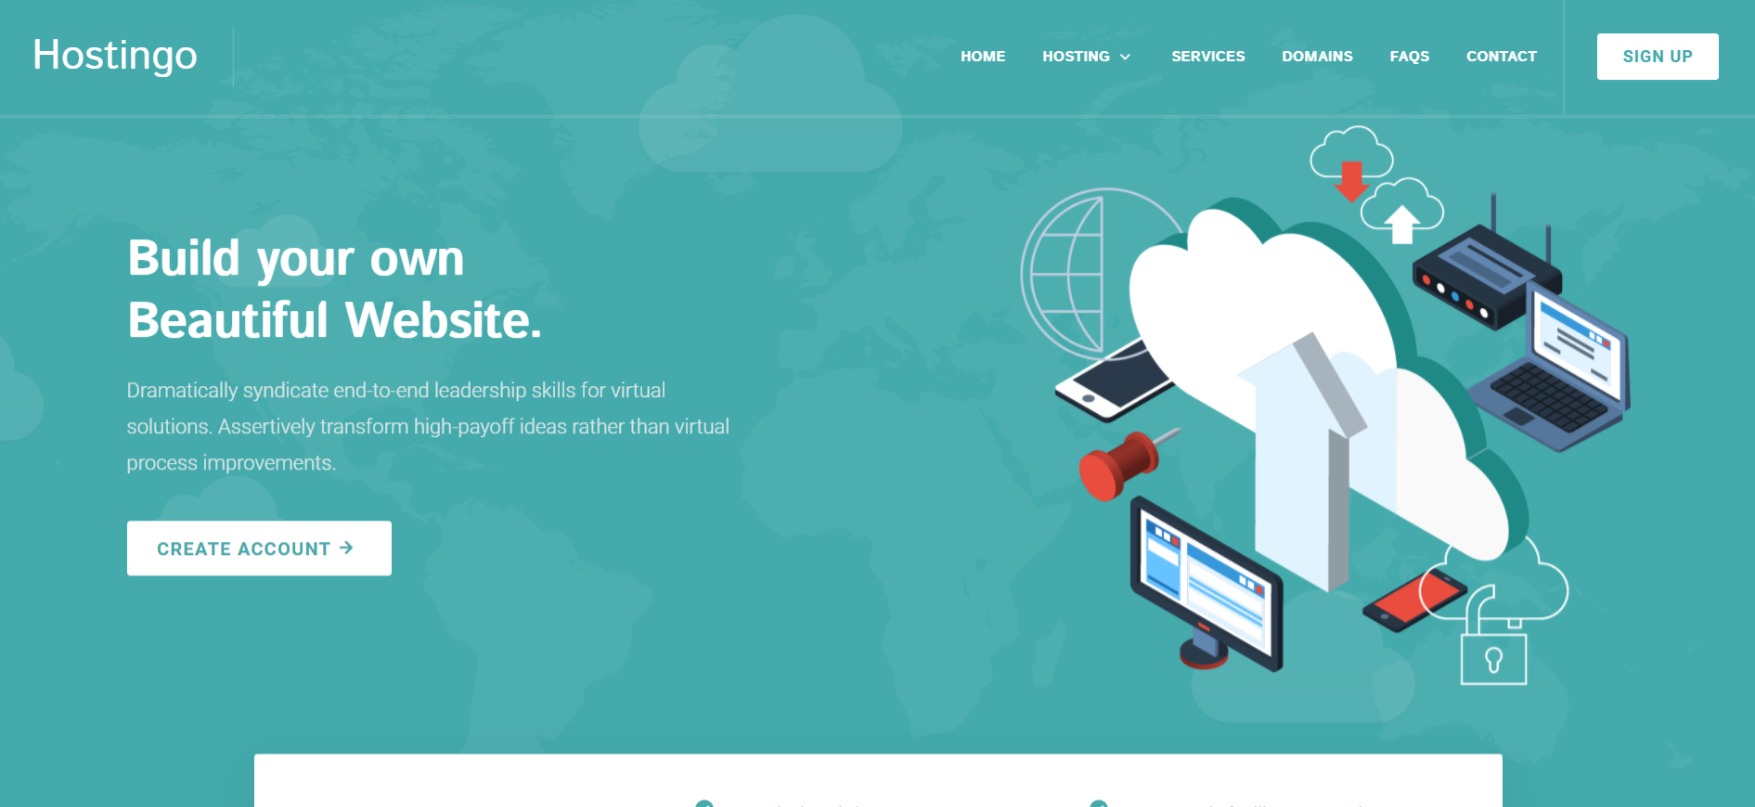 Hostingo
HOME HOSTING SERVICES DOMAINS FAQS CONTACT SIGN UP
Build your own
Beautiful Website.
Dramatically syndicate end-to-end leadership skills for virtual
solutions. Assertively transform high-payoff ideas rather than virtual
process improvements.
CREATE ACCOUNT →